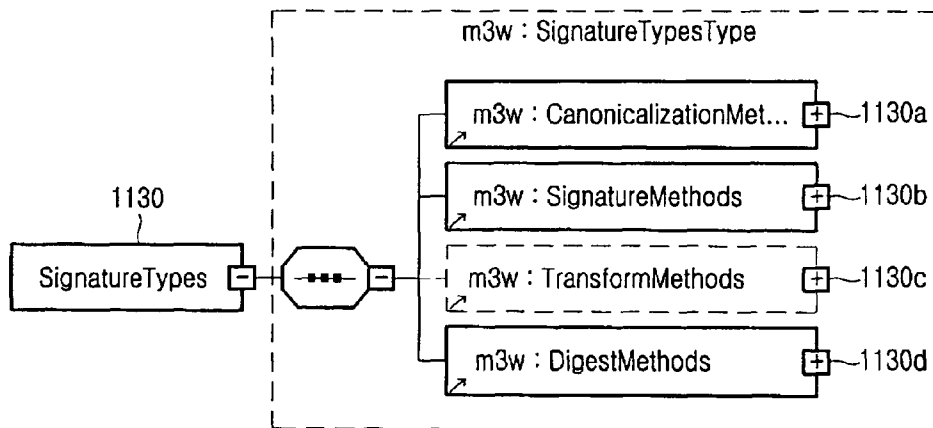 m3w : SignatureTypesType
m3w : CanonicalizationMet...
1130a
m3w : SignatureMethods
1130b
1130
SignatureTypes
m3w : TransformMethods
1130c
m3w : DigestMethods
1130d